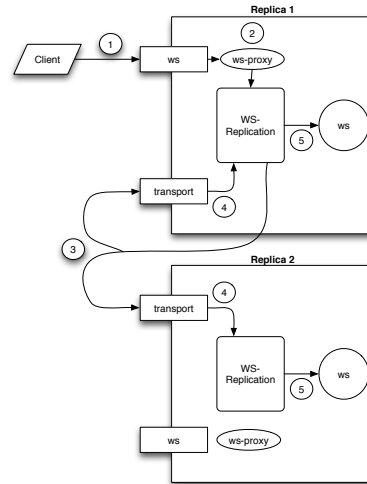 Replica 1
1
2
Client
ws
ws-proxy
WS-
Replication
ws
5
transport
4
3
Replica 2
4
transport
WS-
Replication
ws
5
ws
ws-proxy